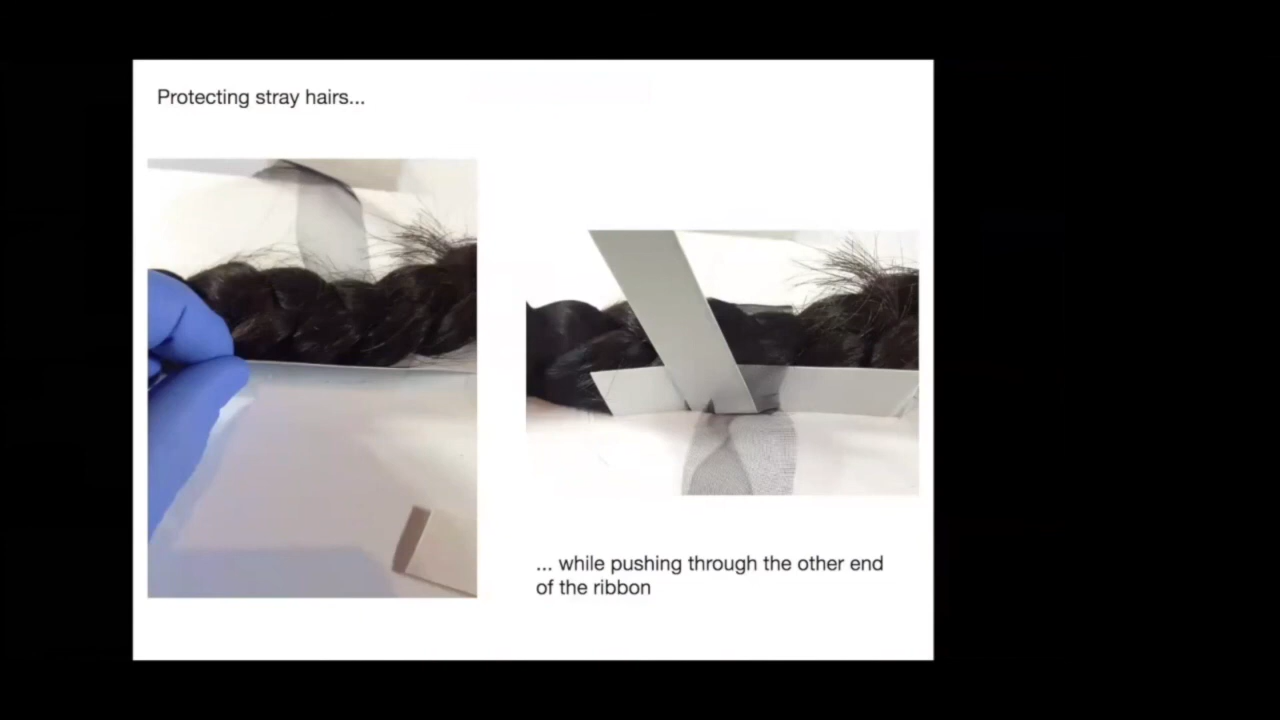 Protecting stray hairs...
... while pushing through the other end
of the ribbon